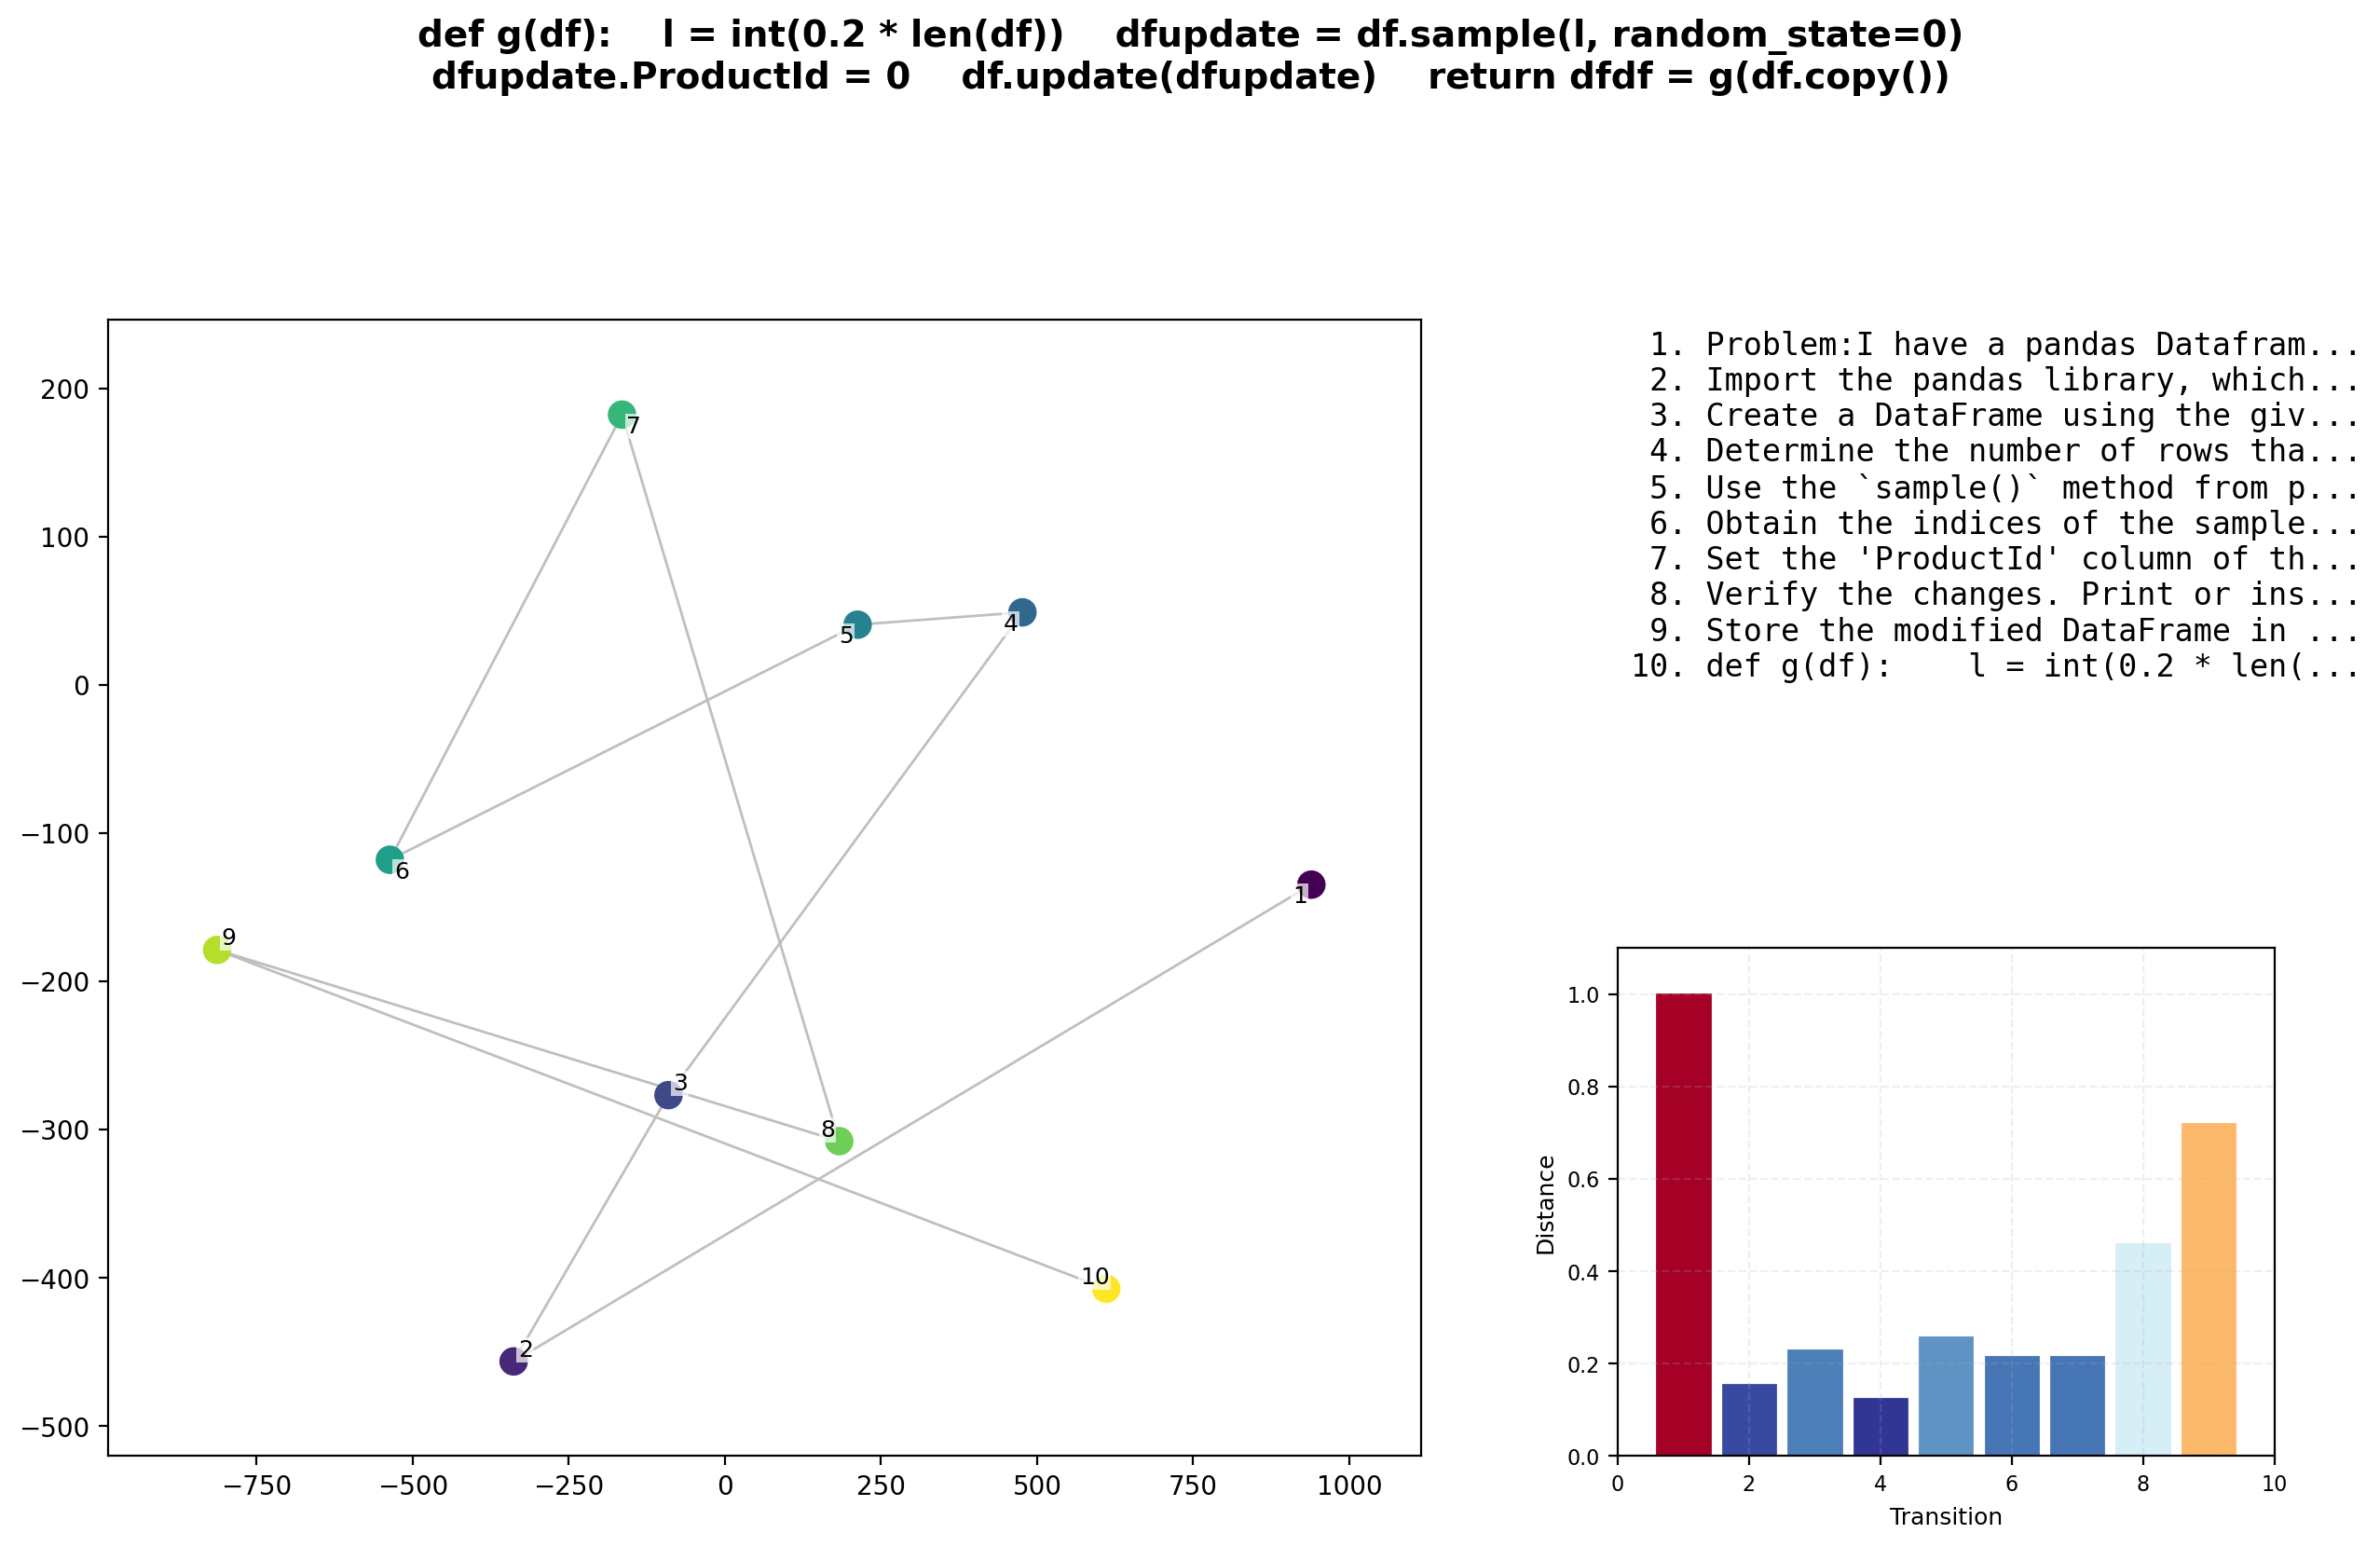 def g(df):    l = int(0.2 * len(df))    dfupdate = df.sample(l, random_state=0)
dfupdate.ProductId = 0    df.update(dfupdate)    return dfdf = g(df.copy())
200
100
0
−100
−200
−300
−400
−500
−750
−500
−250
0
250
500
750
1000
7
5
4
6
1
9
3
8
10
2
1. Problem:I have a pandas Datafram...
2. Import the pandas library, which...
3. Create a DataFrame using the giv...
4. Determine the number of rows tha...
5. Use the `sample()` method from p...
6. Obtain the indices of the sample...
7. Set the 'ProductId' column of th...
8. Verify the changes. Print or ins...
9. Store the modified DataFrame in ...
10. def g(df):    l = int(0.2 * len(...
1.0
0.8
0.6
0.4
0.2
0.0
Distance
0
2
4
6
8
10
Transition